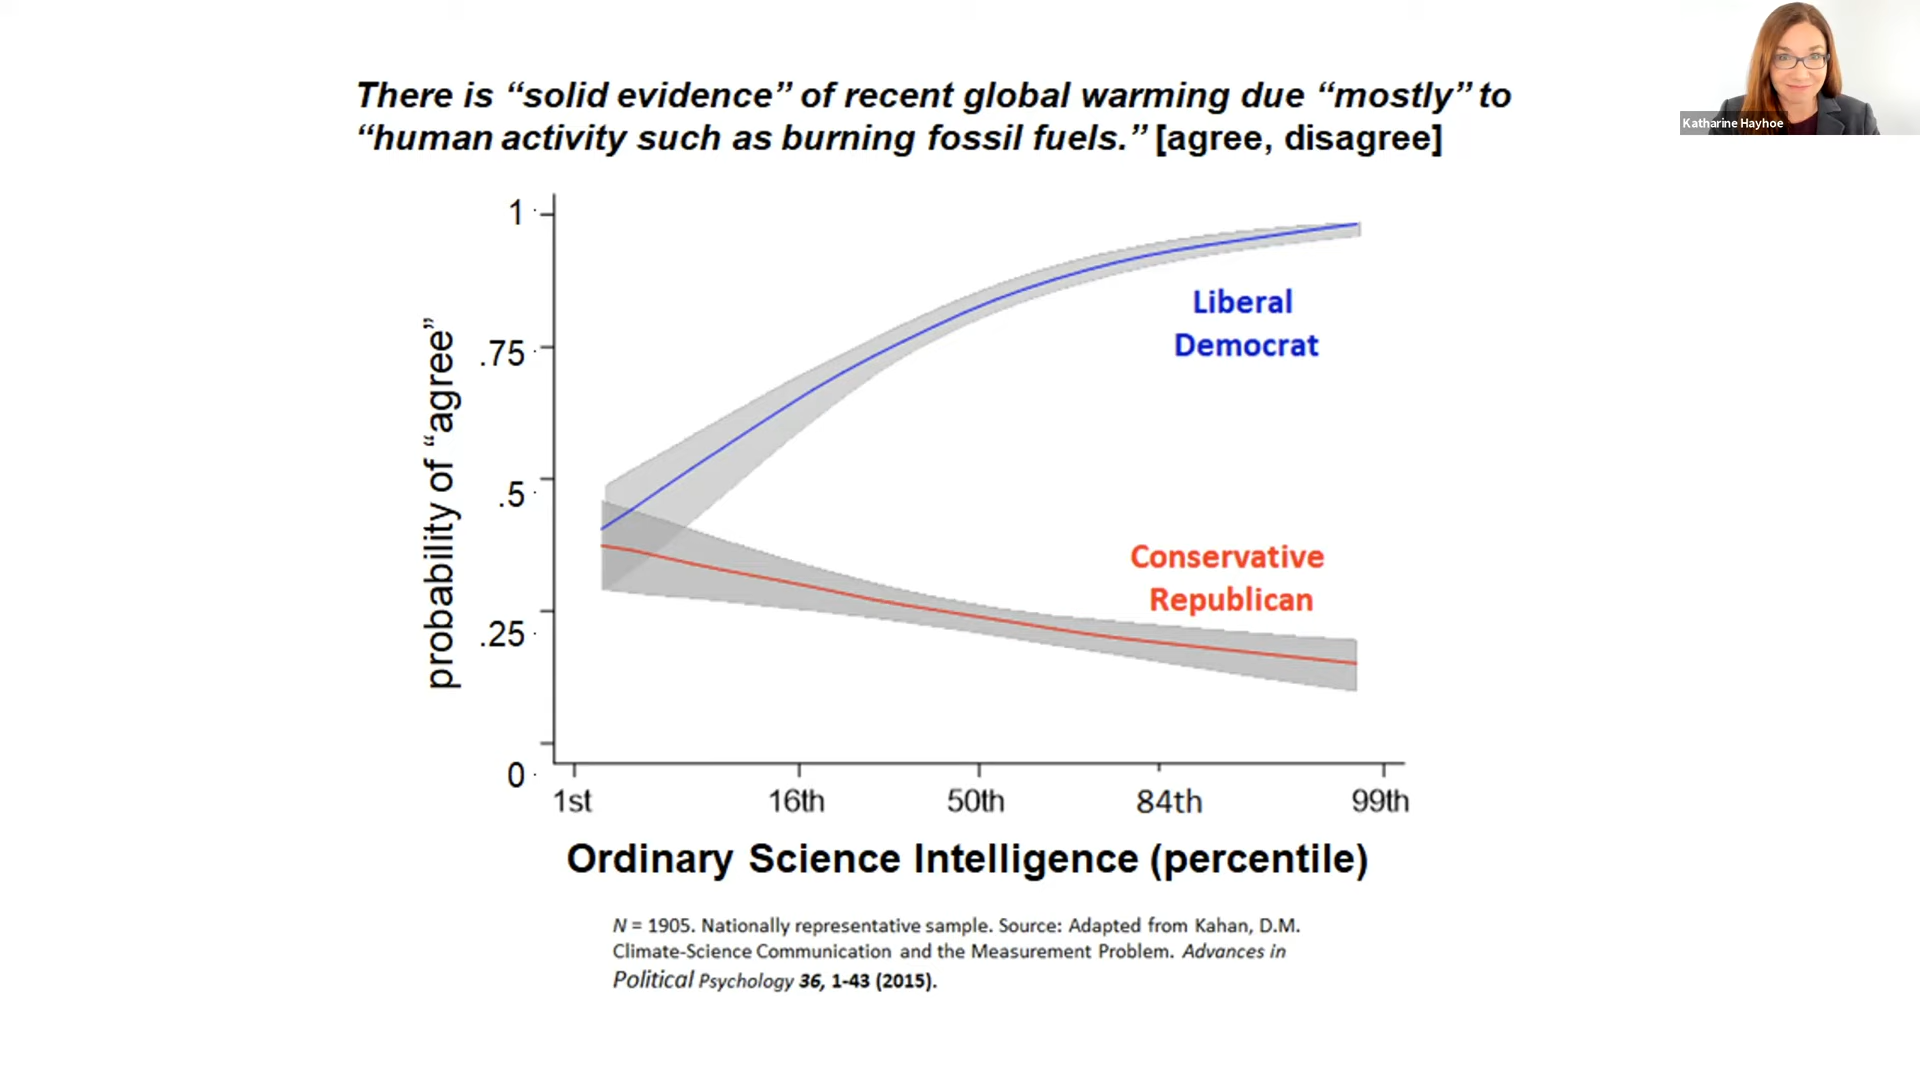 Katharine Hayhoe
There is “solid evidence” of recent global warming due “mostly” to
“human activity such as burning fossil fuels.” [agree, disagree]
1
.75
.5
.25
0
probability of “agree”
Liberal
Democrat
Conservative
Republican
1st 16th 50th 84th 99th
Ordinary Science Intelligence (percentile)
N = 1905. Nationally representative sample. Source: Adapted from Kahan, D.M.
Climate-Science Communication and the Measurement Problem. Advances in
Political Psychology 36, 1-43 (2015).